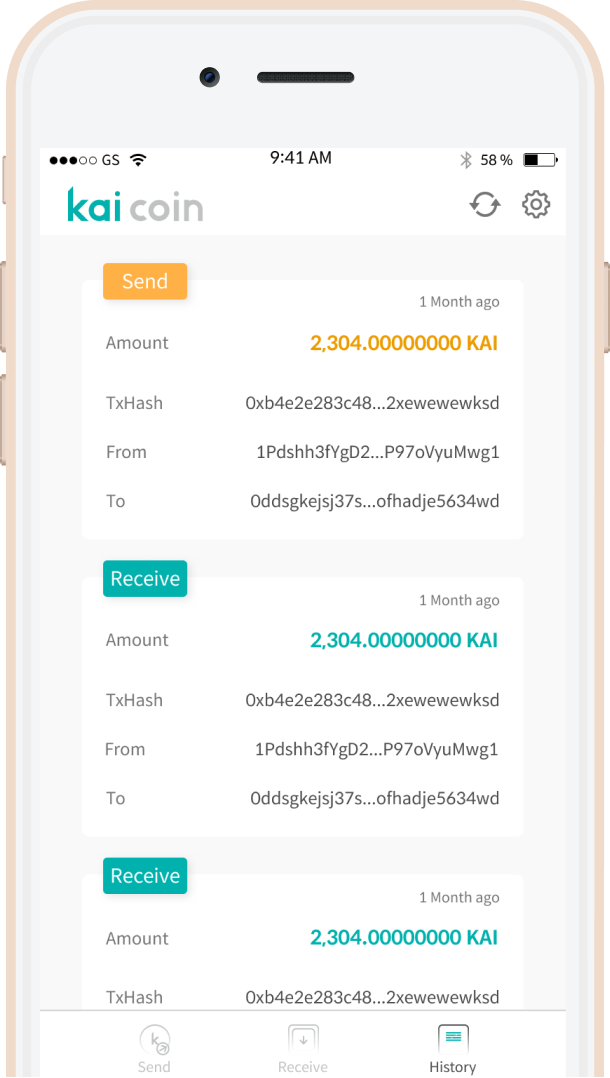 GS 9:41 AM 58 %
kai coin
Send
1 Month ago
Amount 2,304.00000000 KAI
TxHash 0xb4e2e283c48...2xewewewksd
From 1Pdshh3fYgD2...P97oVyuMwg1
To 0ddsgkejsj37s...ofhadje5634wd
Receive
1 Month ago
Amount 2,304.00000000 KAI
TxHash 0xb4e2e283c48...2xewewewksd
From 1Pdshh3fYgD2...P97oVyuMwg1
To 0ddsgkejsj37s...ofhadje5634wd
Receive
1 Month ago
Amount 2,304.00000000 KAI
TxHash 0xb4e2e283c48...2xewewewksd
k
Send Receive History